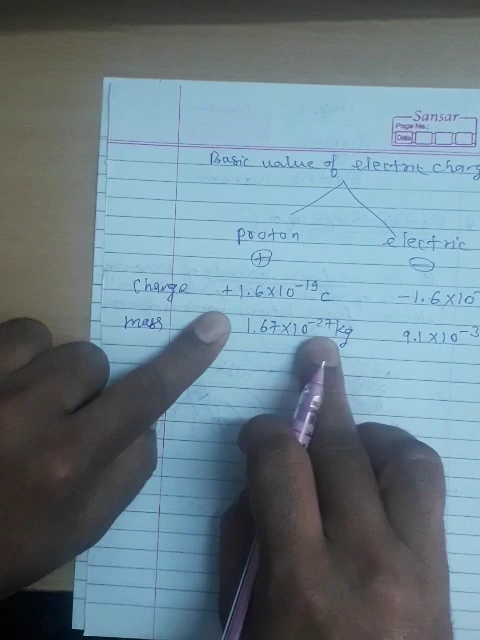 Sansar
Page No.:
Date
Basic value of electric charg
proton electric
+ -
Charge +1.6×10⁻¹⁹c -1.6×10⁻
mass 1.67×10⁻²⁷kg 9.1×10⁻³